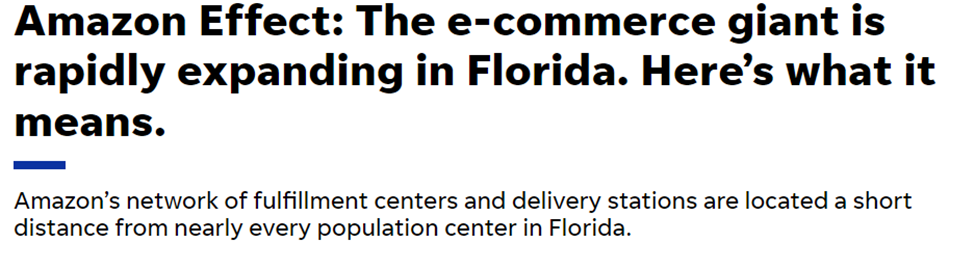 Amazon Effect: The e-commerce giant is
rapidly expanding in Florida. Here’s what it
means.
Amazon’s network of fulfillment centers and delivery stations are located a short
distance from nearly every population center in Florida.